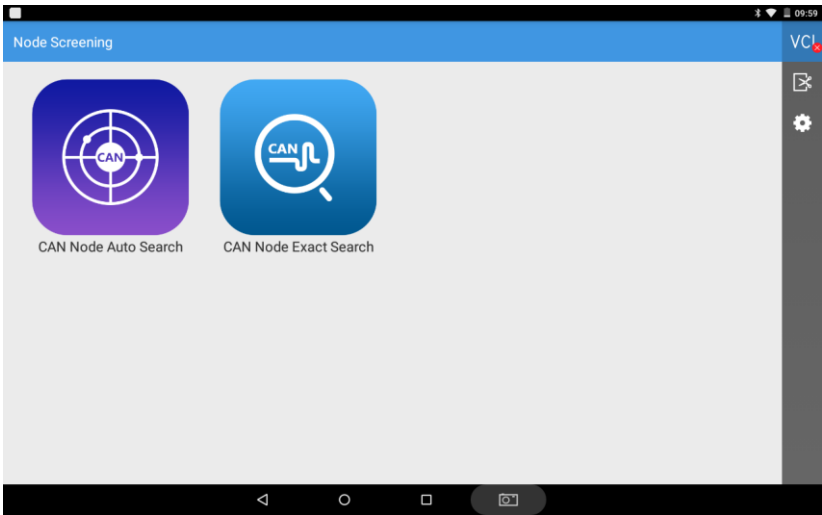 09:59
Node Screening
VCI
CAN
CAN
CAN Node Auto Search
CAN Node Exact Search